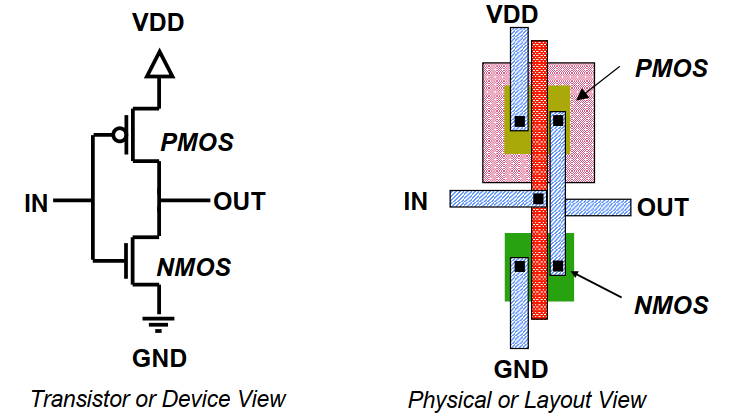 VDD
PMOS
IN
OUT
NMOS
GND
Transistor or Device View
VDD
PMOS
IN
OUT
NMOS
GND
Physical or Layout View